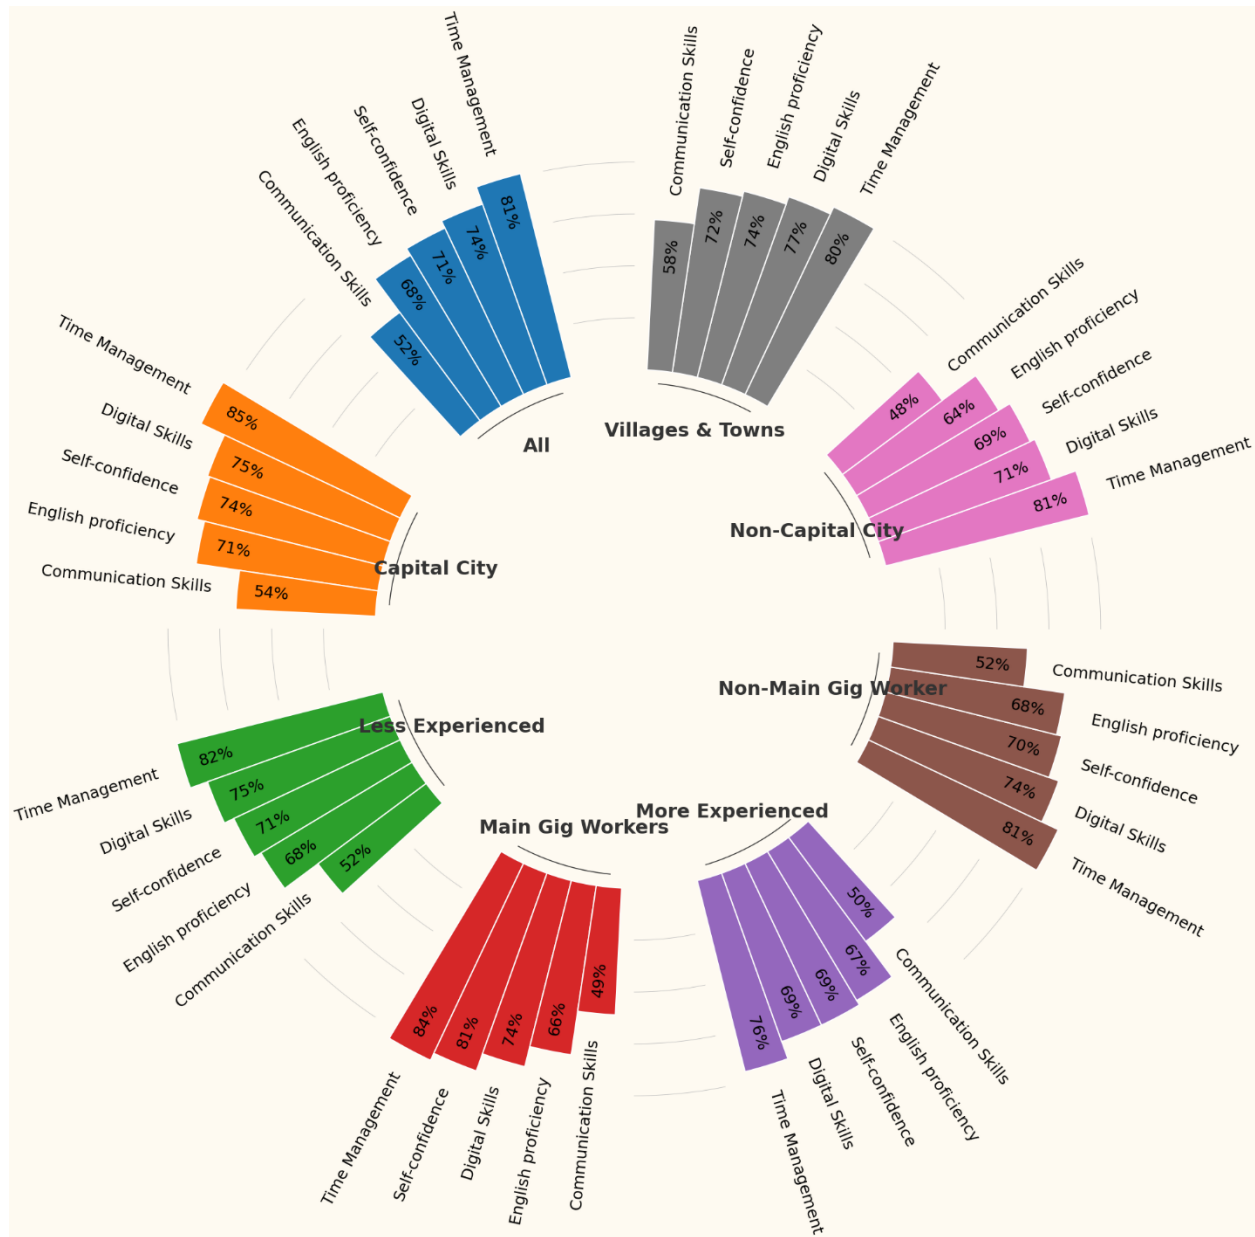 All
Time Management
81%
Digital Skills
74%
Self-confidence
71%
English proficiency
68%
Communication Skills
52%
Capital City
Time Management
85%
Digital Skills
75%
Self-confidence
74%
English proficiency
71%
Communication Skills
54%
Less Experienced
Time Management
82%
Digital Skills
75%
Self-confidence
71%
English proficiency
68%
Communication Skills
52%
Main Gig Workers
Time Management
84%
Self-confidence
81%
Digital Skills
74%
English proficiency
66%
Communication Skills
49%
More Experienced
Time Management
76%
Digital Skills
69%
Self-confidence
69%
English proficiency
67%
Communication Skills
50%
Non-Main Gig Worker
Time Management
81%
Digital Skills
74%
Self-confidence
70%
English proficiency
68%
Communication Skills
52%
Non-Capital City
Time Management
81%
Digital Skills
71%
Self-confidence
69%
English proficiency
64%
Communication Skills
48%
Villages & Towns
Time Management
80%
Digital Skills
77%
English proficiency
74%
Self-confidence
72%
Communication Skills
58%